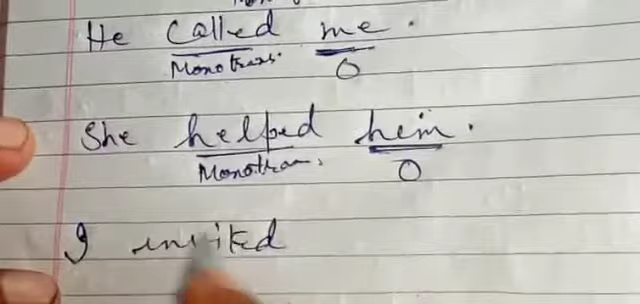 He called me.
Monotrans. O
She helped him.
Monotran. O
I invited